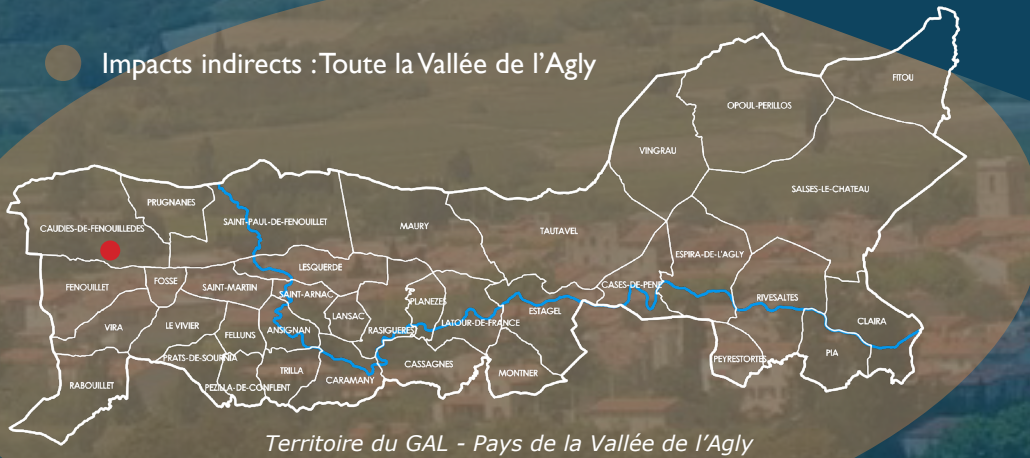 Impacts indirects : Toute la Vallée de l'Agly
FITOU
OPOUL-PERILLOS
VINGRAU
SALSES-LE-CHATEAU
PRUGNANES
CAUDIES-DE-FENOUILLEDES
SAINT-PAUL-DE-FENOUILLET
MAURY
TAUTAVEL
ESPIRA-DE-L'AGLY
LESQUERDE
FOSSE
FENOUILLET
SAINT-MARTIN
SAINT-ARNAC
CASES-DE-PENE
RIVESALTES
PLANEZES
LANSAC
ESTAGEL
LATOUR-DE-FRANCE
CLAIRA
VIRA
LE VIVIER
FELLUNS
ANSIGNAN
RASIGUERES
PRATS-DE-SOURNIA
PEYRESTORTES
PIA
CASSAGNES
TRILLA
MONTNER
CARAMANY
RABOUILLET
PEZILLA-DE-CONFLENT
Territoire du GAL - Pays de la Vallée de l'Agly